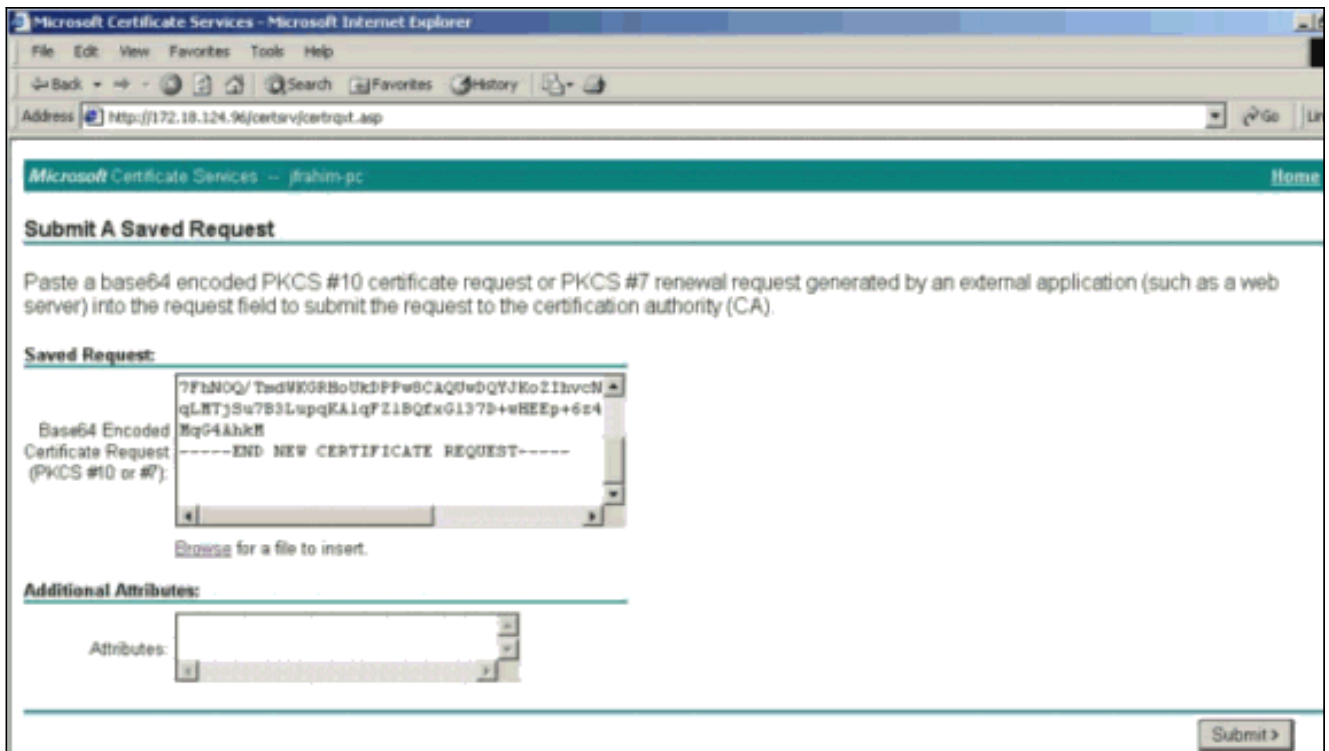 Microsoft Certificate Services - Microsoft Internet Explorer
File Edit View Favorites Tools Help
Back Search Favorites History
Address http://172.18.124.96/certsrv/certrqxt.asp Go
Microsoft Certificate Services -- jfrahim-pc Home
Submit A Saved Request
Paste a base64 encoded PKCS #10 certificate request or PKCS #7 renewal request generated by an external application (such as a web
server) into the request field to submit the request to the certification authority (CA).
Saved Request:
Base64 Encoded
Certificate Request
(PKCS #10 or #7):
-----END NEW CERTIFICATE REQUEST-----
Browse for a file to insert.
Additional Attributes:
Attributes:
Submit >